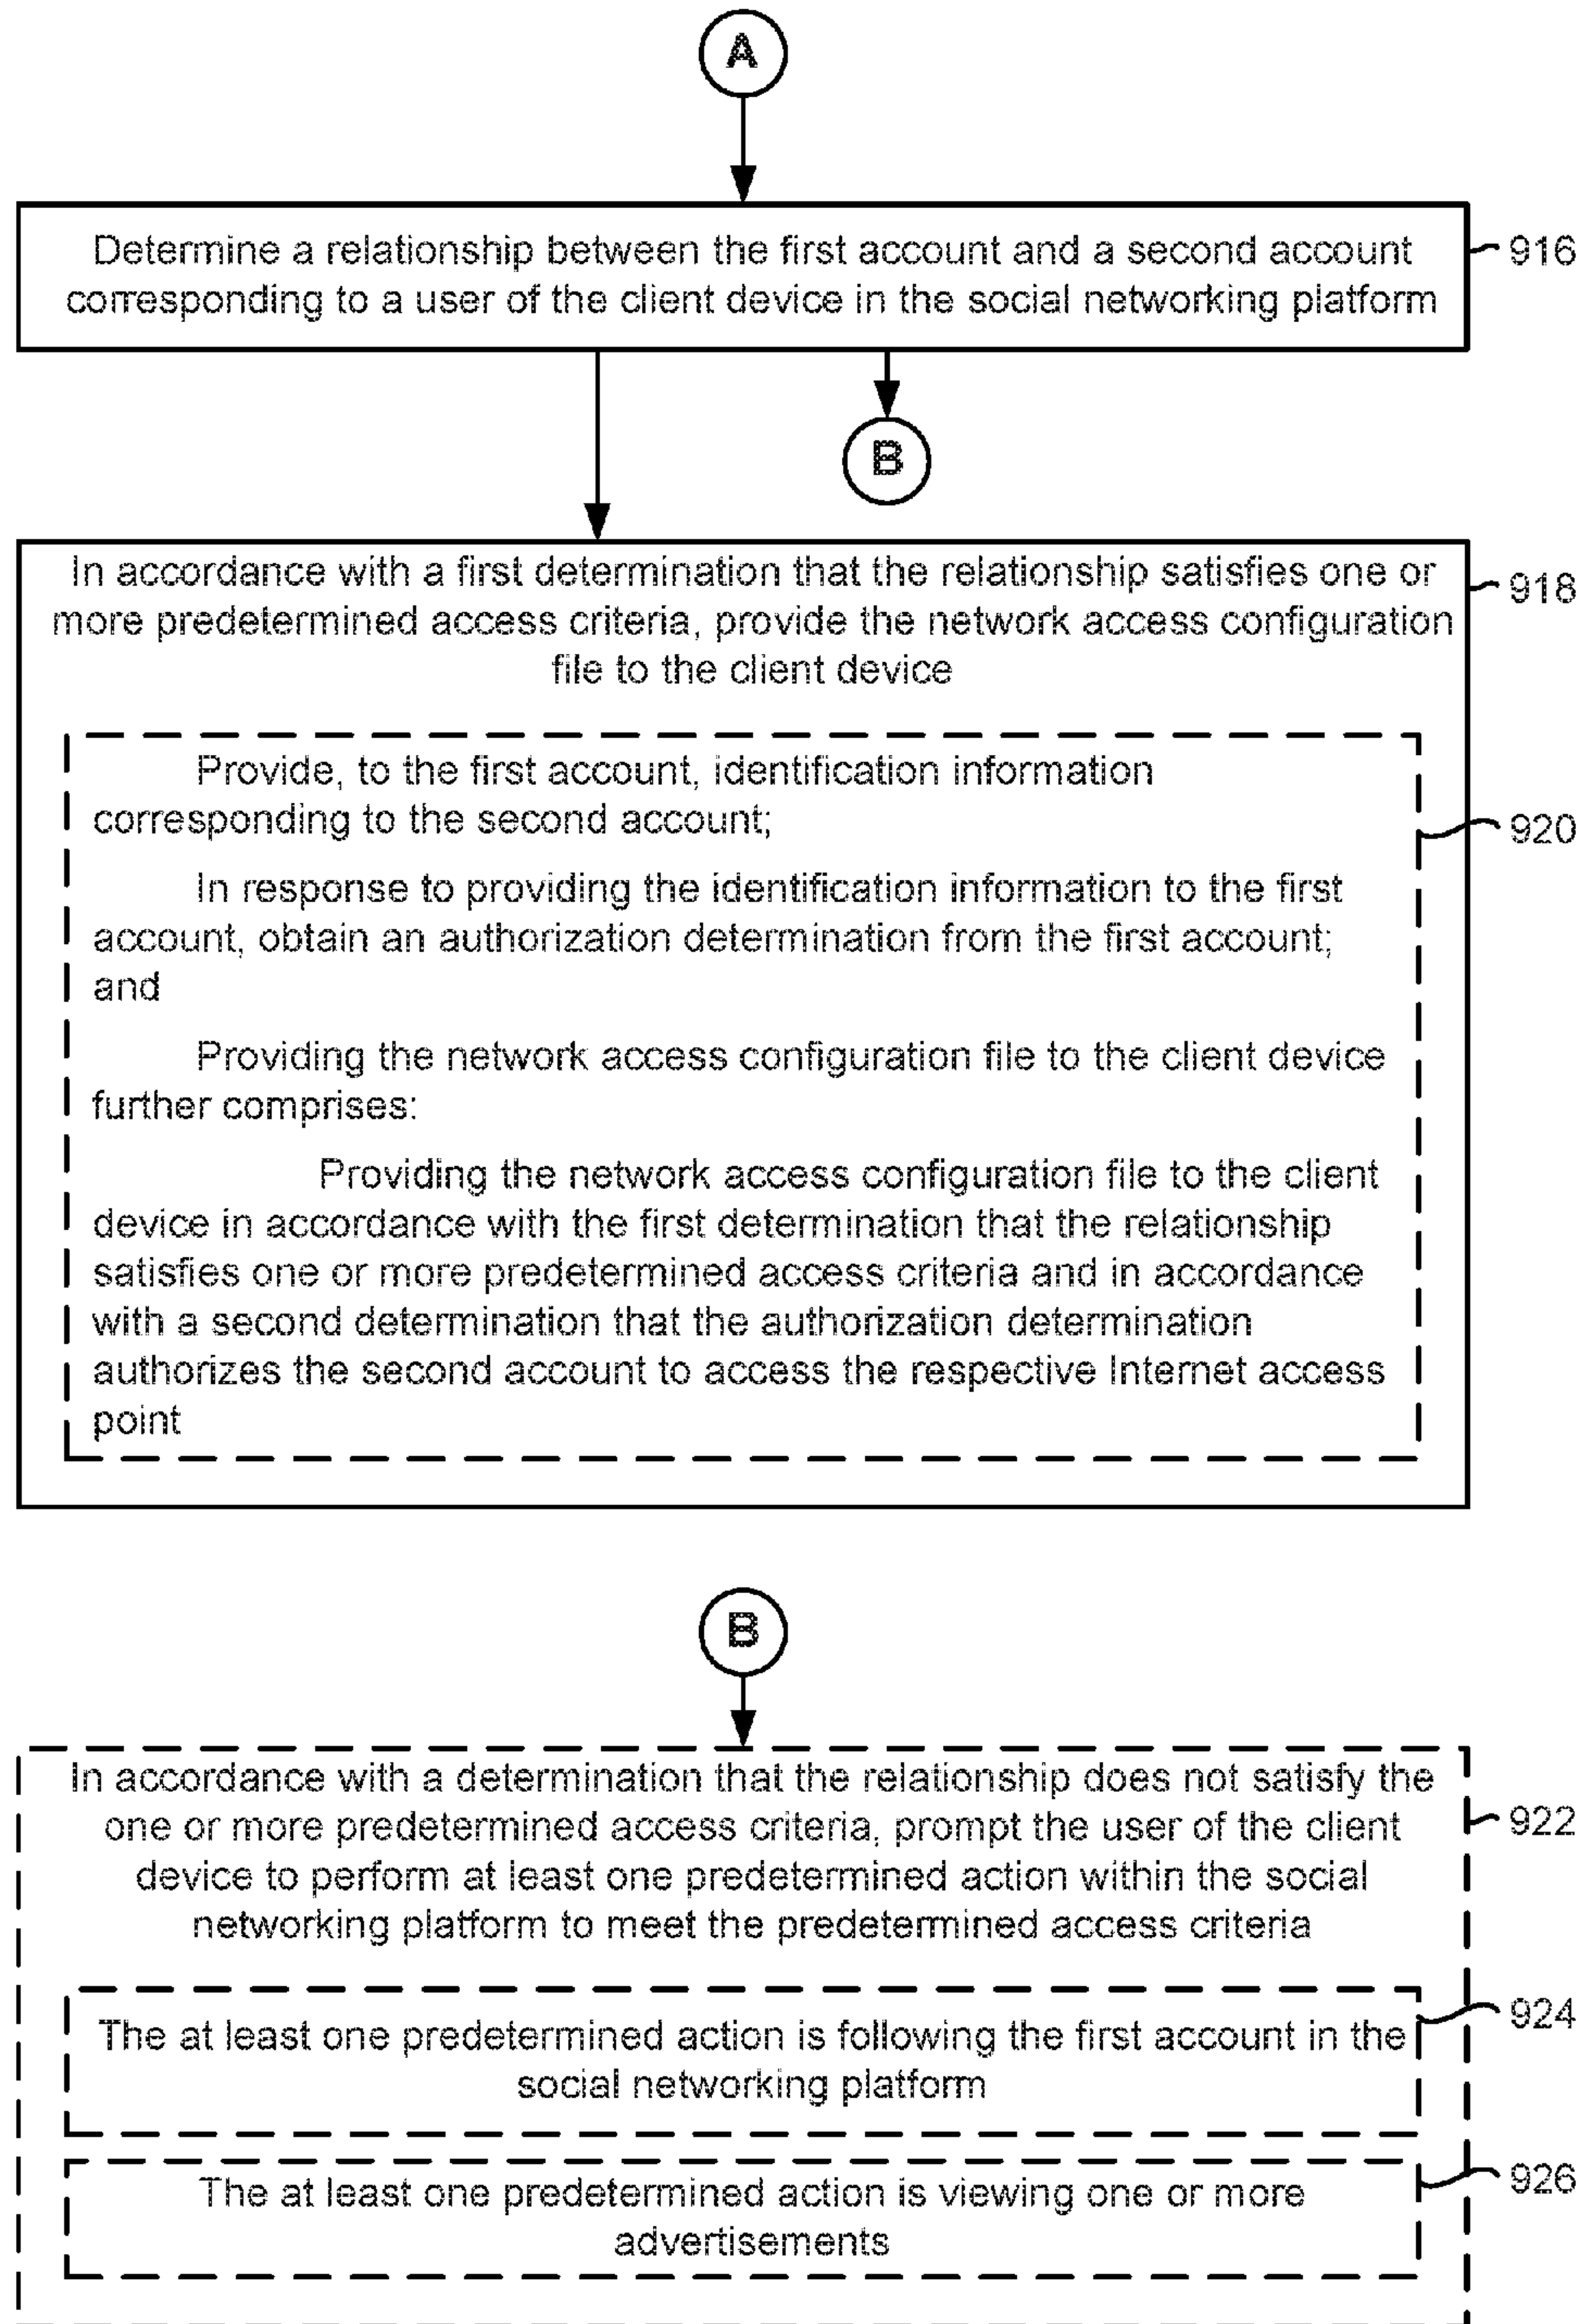 A
Determine a relationship between the first account and a second account
corresponding to a user of the client device in the social networking platform
916
B
In accordance with a first determination that the relationship satisfies one or
more predetermined access criteria, provide the network access configuration
file to the client device
918
Provide, to the first account, identification information
corresponding to the second account;
920
In response to providing the identification information to the first
account, obtain an authorization determination from the first account;
and
Providing the network access configuration file to the client device
further comprises:
Providing the network access configuration file to the client
device in accordance with the first determination that the relationship
satisfies one or more predetermined access criteria and in accordance
with a second determination that the authorization determination
authorizes the second account to access the respective Internet access
point
B
In accordance with a determination that the relationship does not satisfy the
one or more predetermined access criteria, prompt the user of the client
device to perform at least one predetermined action within the social
networking platform to meet the predetermined access criteria
922
The at least one predetermined action is following the first account in the
social networking platform
924
The at least one predetermined action is viewing one or more
advertisements
926